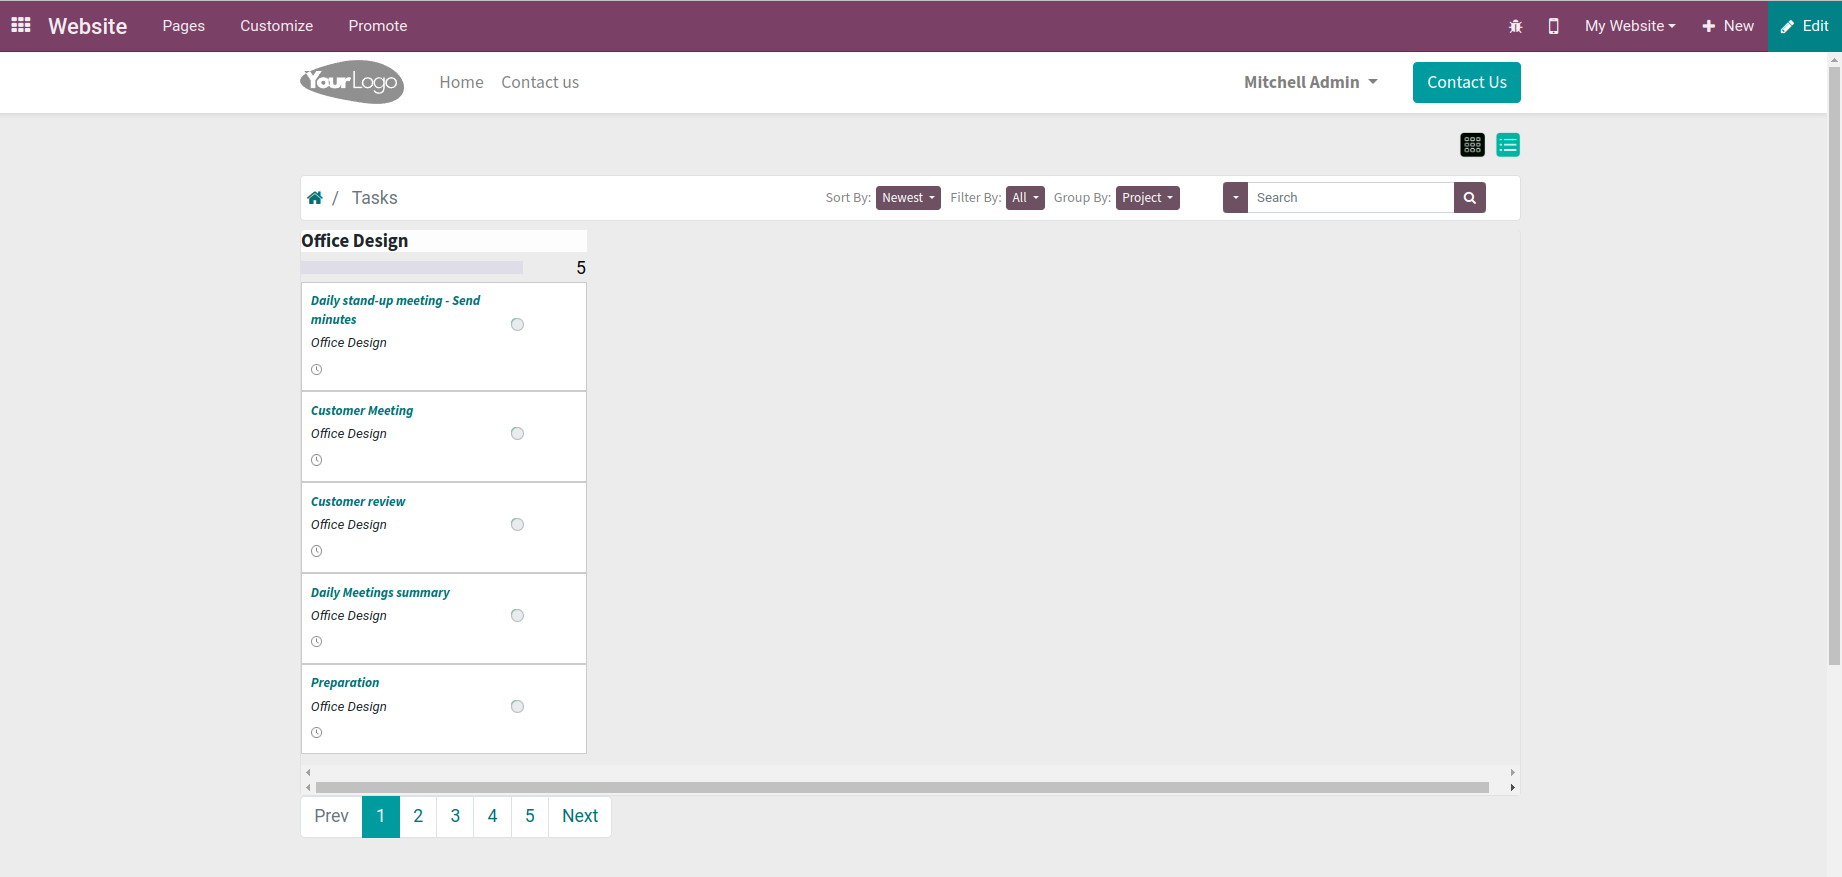 Website Pages Customize Promote My Website New Edit
YourLogo Home Contact us Mitchell Admin Contact Us
/ Tasks Sort By: Newest Filter By: All Group By: Project Search
Office Design
5
Daily stand-up meeting - Send
minutes
Office Design
Customer Meeting
Office Design
Customer review
Office Design
Daily Meetings summary
Office Design
Preparation
Office Design
Prev 1 2 3 4 5 Next